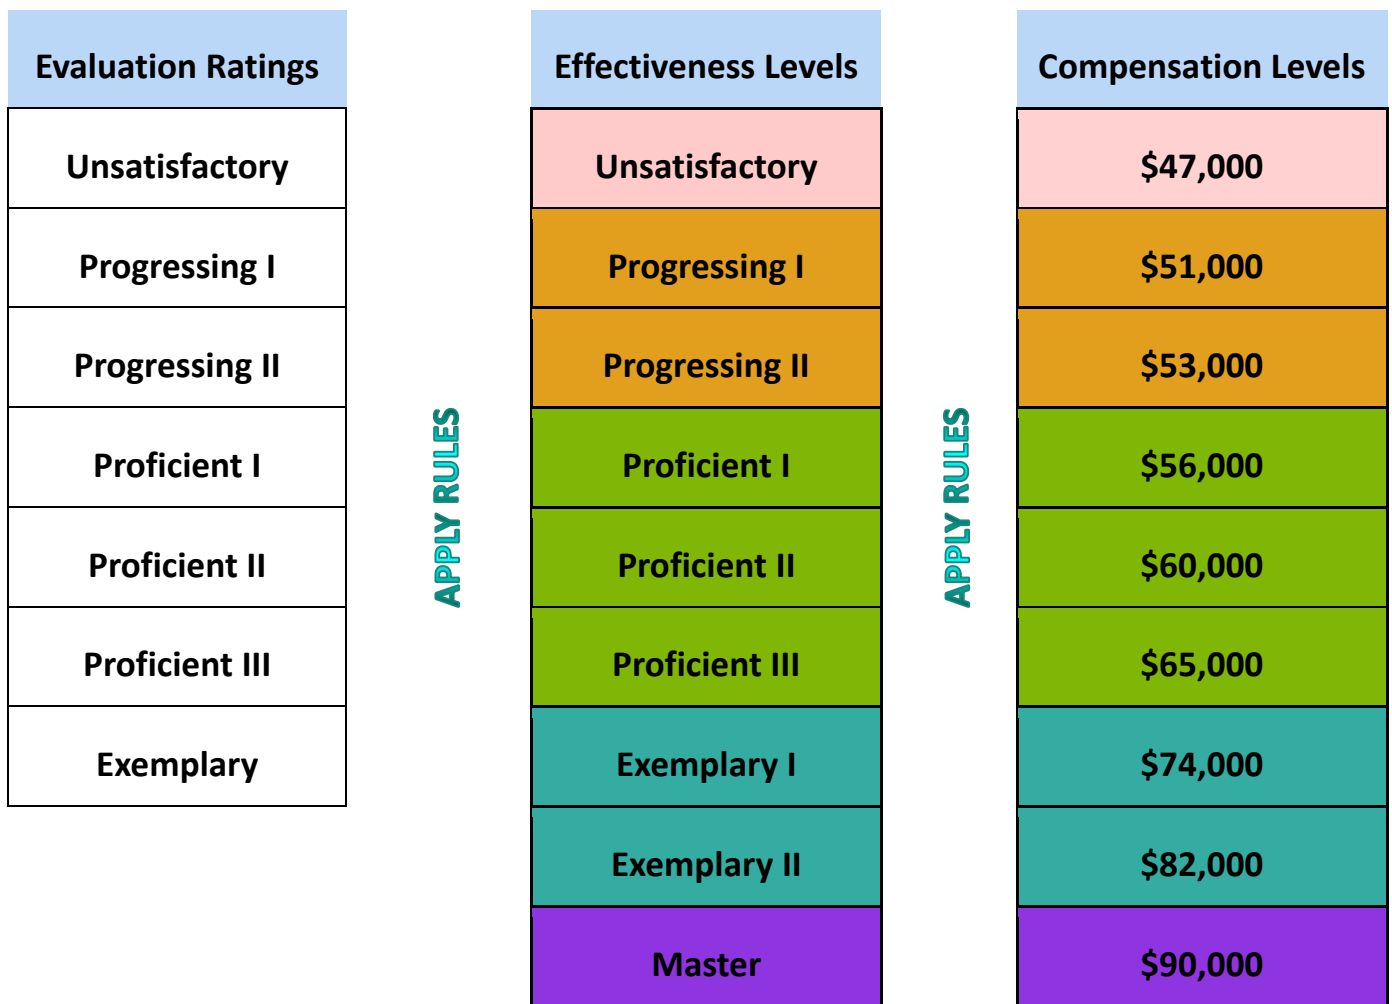 Evaluation Ratings
Unsatisfactory
Progressing I
Progressing II
Proficient I
Proficient II
Proficient III
Exemplary
APPLY RULES
Effectiveness Levels
Unsatisfactory
Progressing I
Progressing II
Proficient I
Proficient II
Proficient III
Exemplary I
Exemplary II
Master
APPLY RULES
Compensation Levels
$47,000
$51,000
$53,000
$56,000
$60,000
$65,000
$74,000
$82,000
$90,000